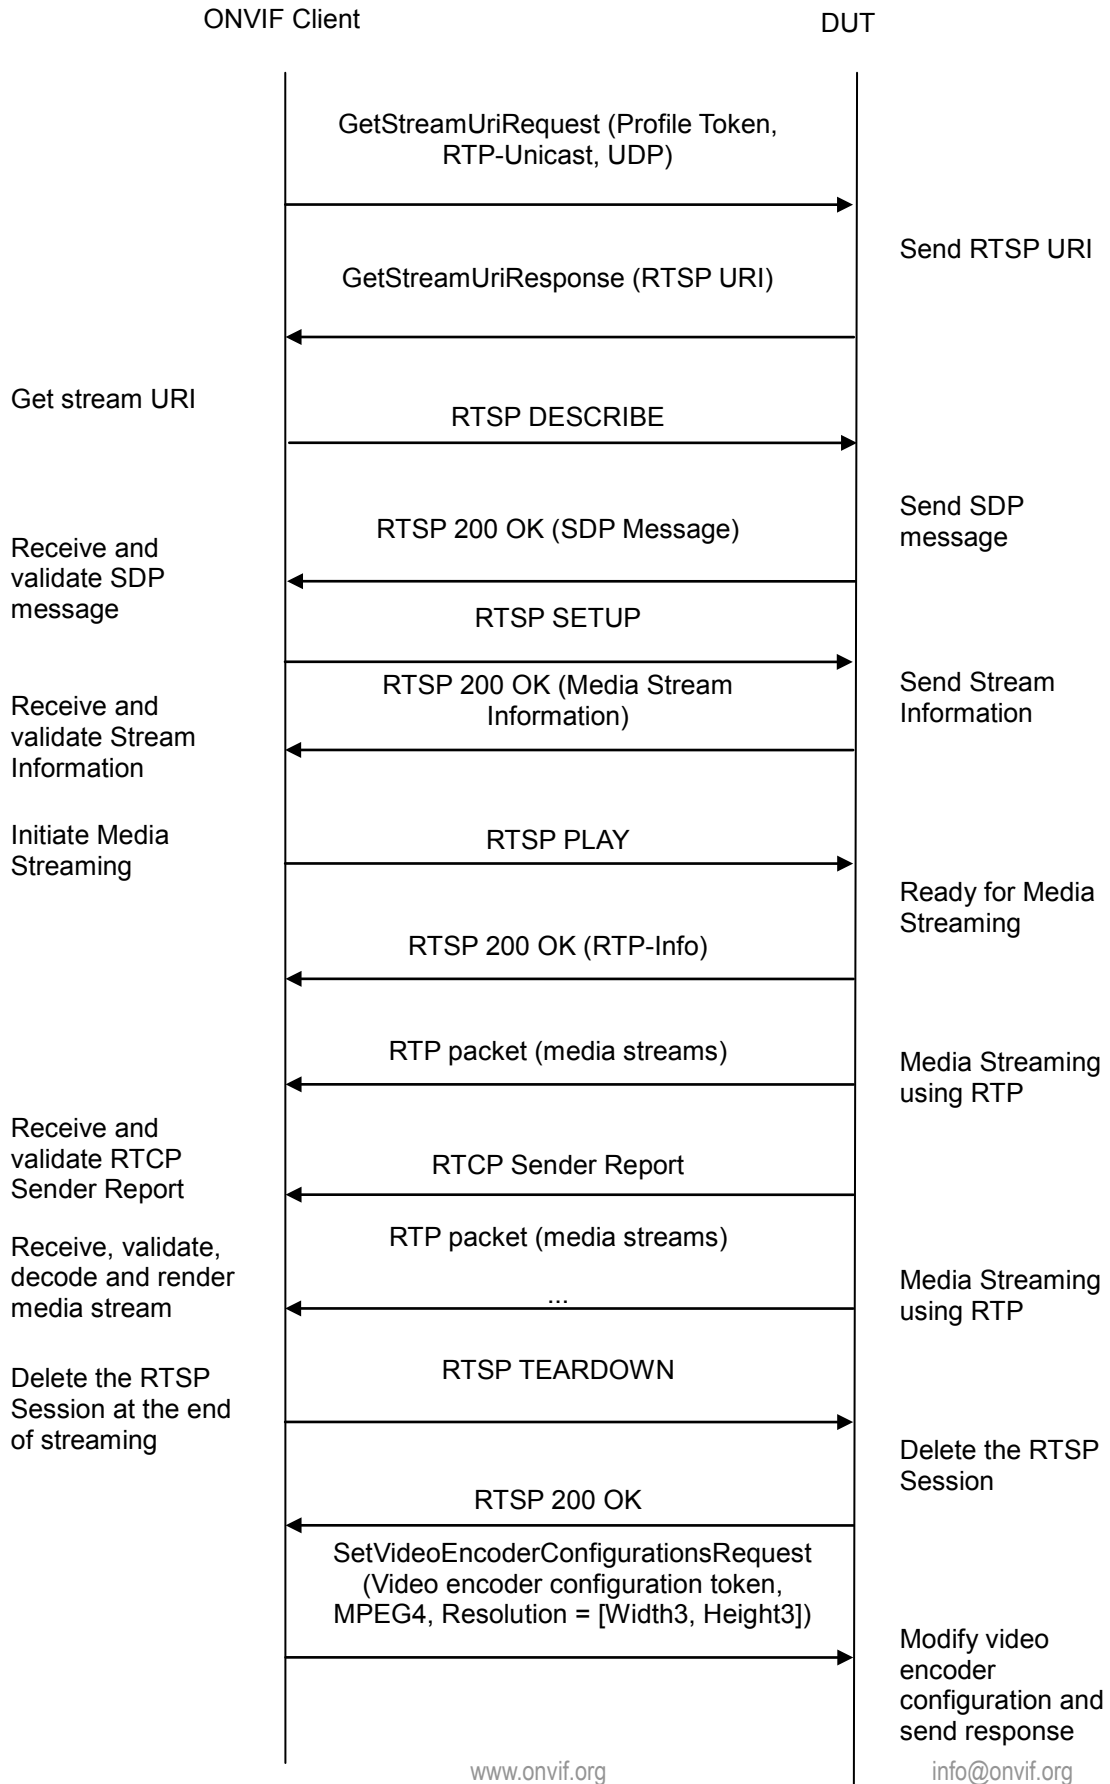 ONVIF Client
DUT
GetStreamUriRequest (Profile Token,
RTP-Unicast, UDP)
Send RTSP URI
GetStreamUriResponse (RTSP URI)
Get stream URI
RTSP DESCRIBE
Send SDP
message
RTSP 200 OK (SDP Message)
Receive and
validate SDP
message
RTSP SETUP
Send Stream
Information
RTSP 200 OK (Media Stream
Information)
Receive and
validate Stream
Information
Initiate Media
Streaming
RTSP PLAY
Ready for Media
Streaming
RTSP 200 OK (RTP-Info)
RTP packet (media streams)
Media Streaming
using RTP
Receive and
validate RTCP
Sender Report
RTCP Sender Report
RTP packet (media streams)
...
Receive, validate,
decode and render
media stream
Media Streaming
using RTP
RTSP TEARDOWN
Delete the RTSP
Session at the end
of streaming
Delete the RTSP
Session
RTSP 200 OK
SetVideoEncoderConfigurationsRequest
(Video encoder configuration token,
MPEG4, Resolution = [Width3, Height3])
Modify video
encoder
configuration and
send response
www.onvif.org
info@onvif.org